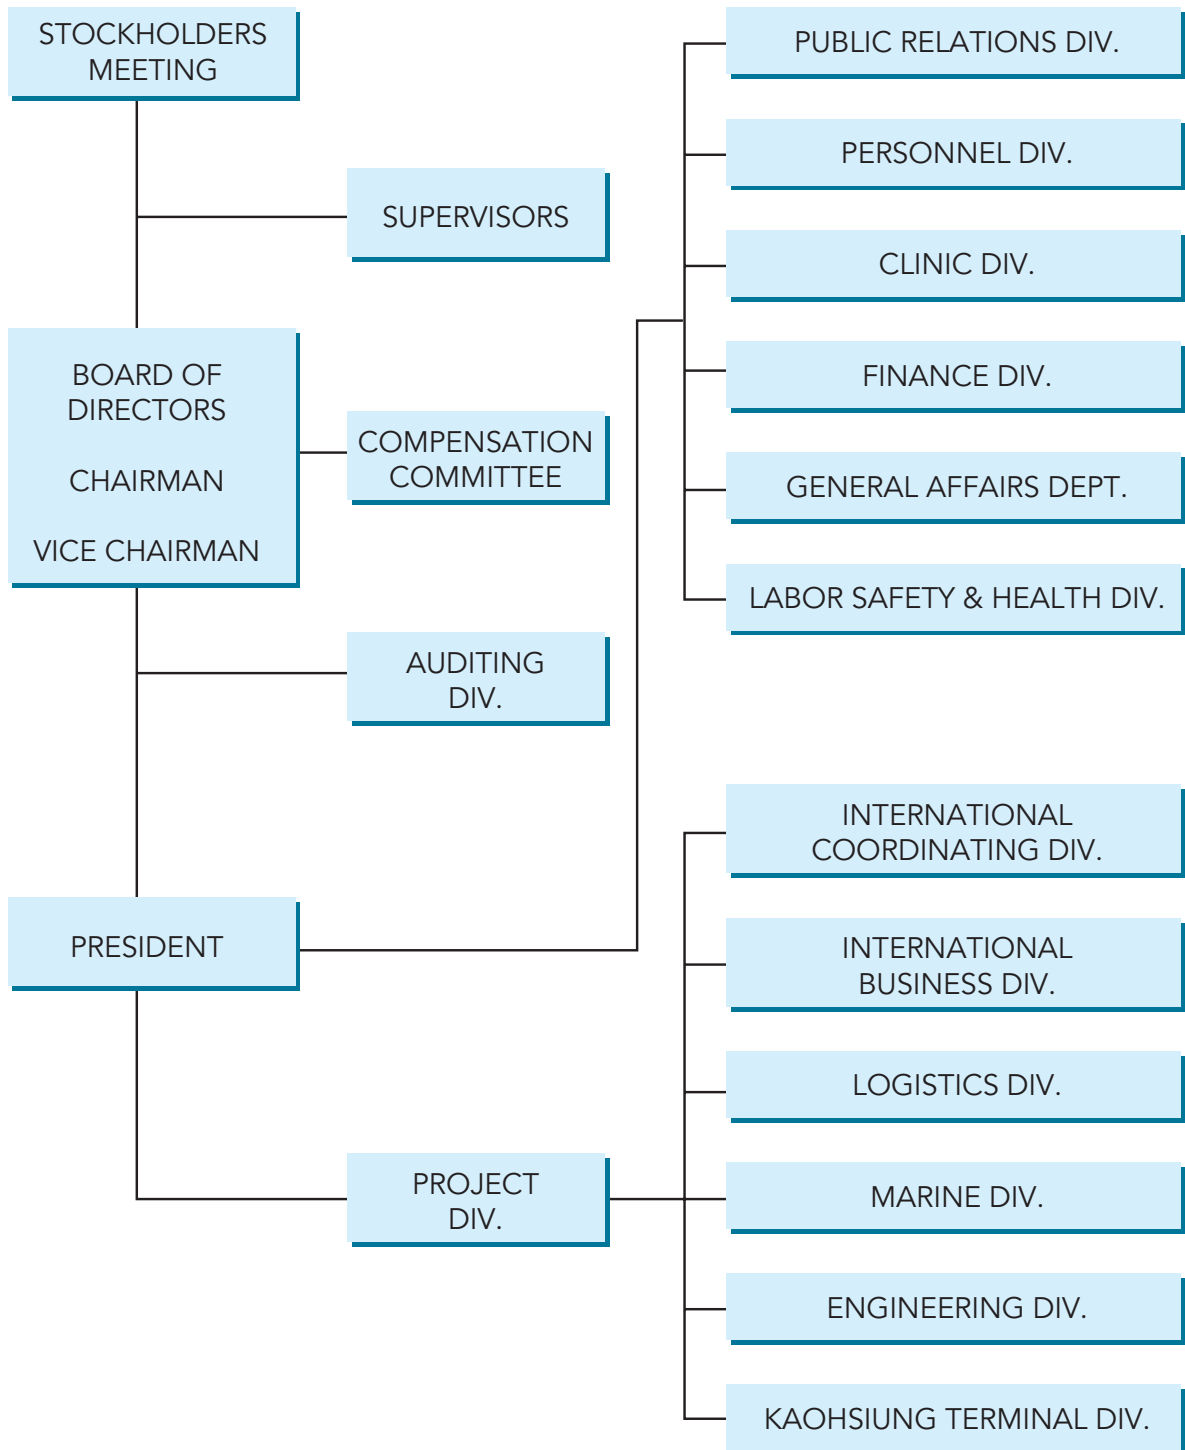 STOCKHOLDERS
MEETING
SUPERVISORS
BOARD OF
DIRECTORS
CHAIRMAN
VICE CHAIRMAN
COMPENSATION
COMMITTEE
AUDITING
DIV.
PRESIDENT
PROJECT
DIV.
PUBLIC RELATIONS DIV.
PERSONNEL DIV.
CLINIC DIV.
FINANCE DIV.
GENERAL AFFAIRS DEPT.
LABOR SAFETY & HEALTH DIV.
INTERNATIONAL
COORDINATING DIV.
INTERNATIONAL
BUSINESS DIV.
LOGISTICS DIV.
MARINE DIV.
ENGINEERING DIV.
KAOHSIUNG TERMINAL DIV.